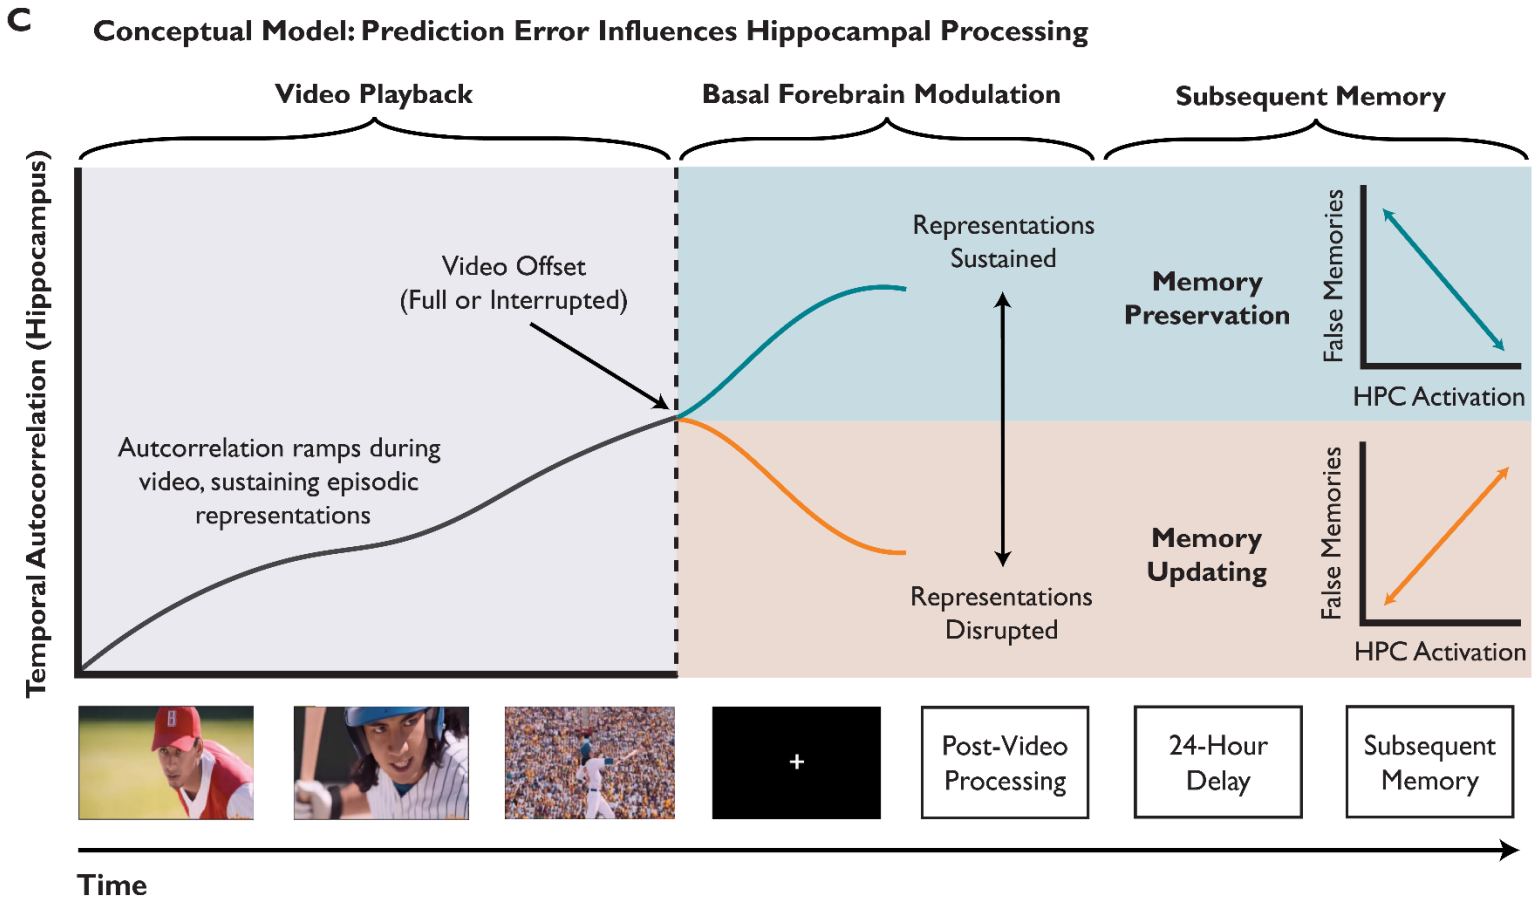 C
Conceptual Model: Prediction Error Influences Hippocampal Processing
Video Playback
Basal Forebrain Modulation
Subsequent Memory
Temporal Autocorrelation (Hippocampus)
Video Offset
(Full or Interrupted)
Autcorrelation ramps during
video, sustaining episodic
representations
Representations
Sustained
Representations
Disrupted
Memory
Preservation
False Memories
HPC Activation
Memory
Updating
False Memories
HPC Activation
+
Post-Video
Processing
24-Hour
Delay
Subsequent
Memory
Time